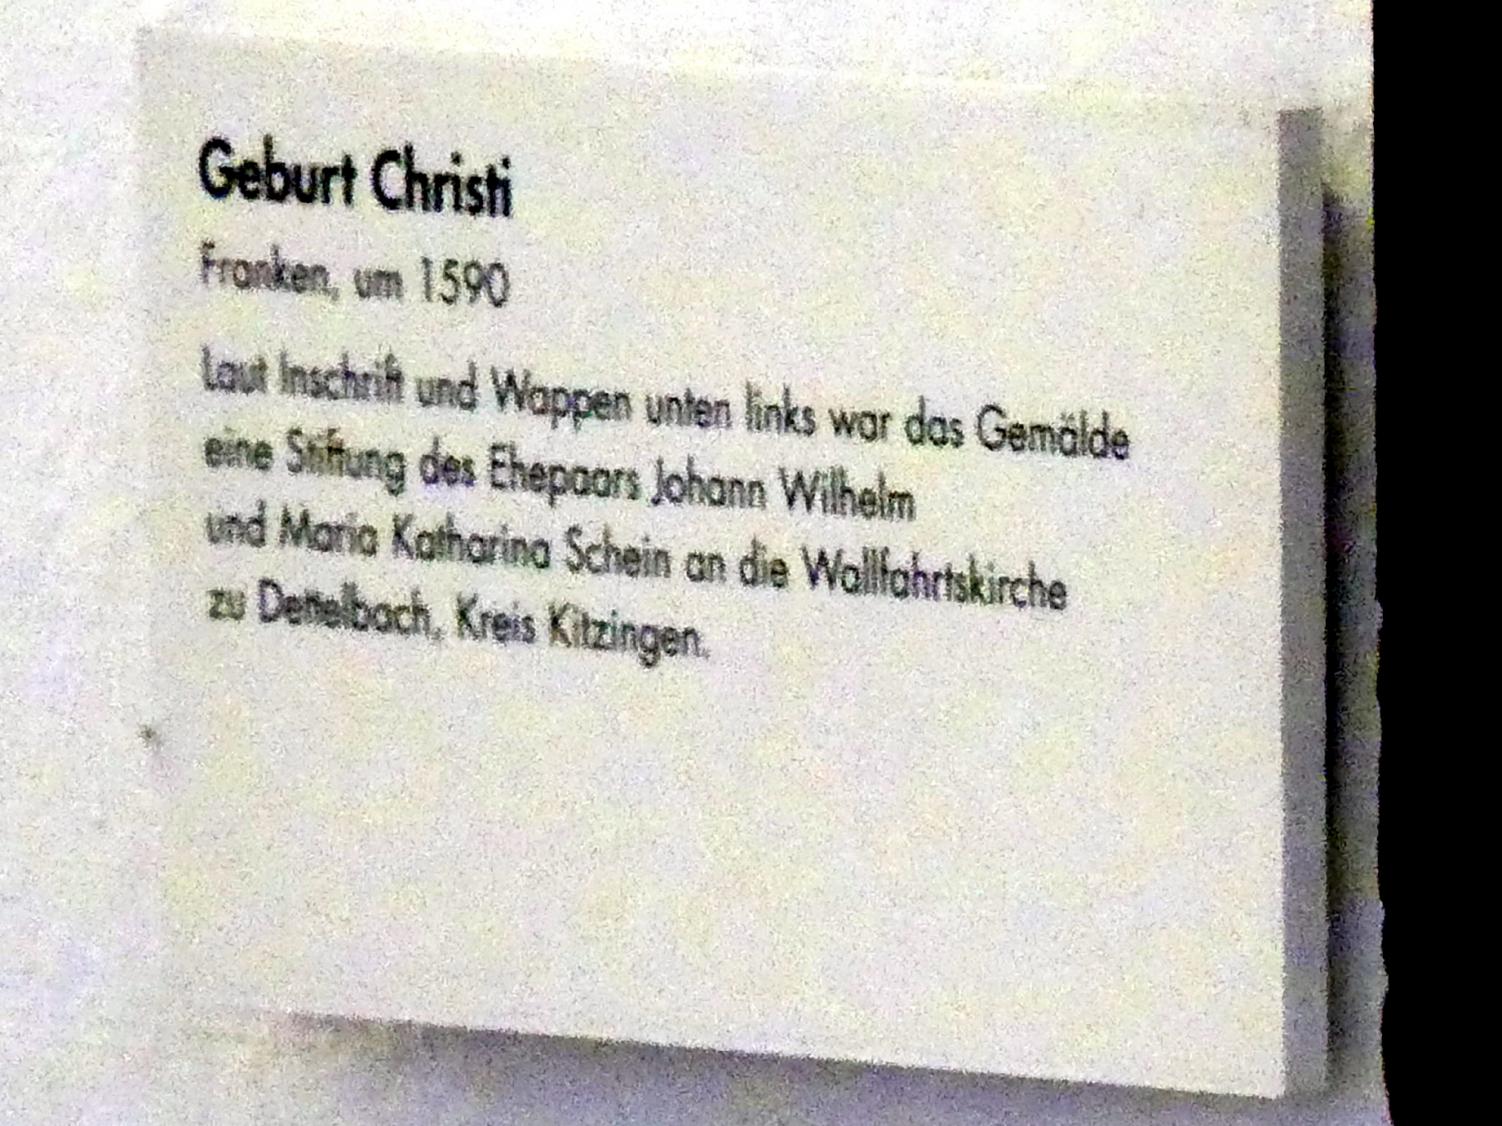 Geburt Christi
Franken, um 1590
Laut Inschrift und Wappen unten links war das Gemälde
eine Stiftung des Ehepaars Johann Wilhelm
und Maria Katharina Schein an die Wallfahrtskirche
zu Dettelbach, Kreis Kitzingen.